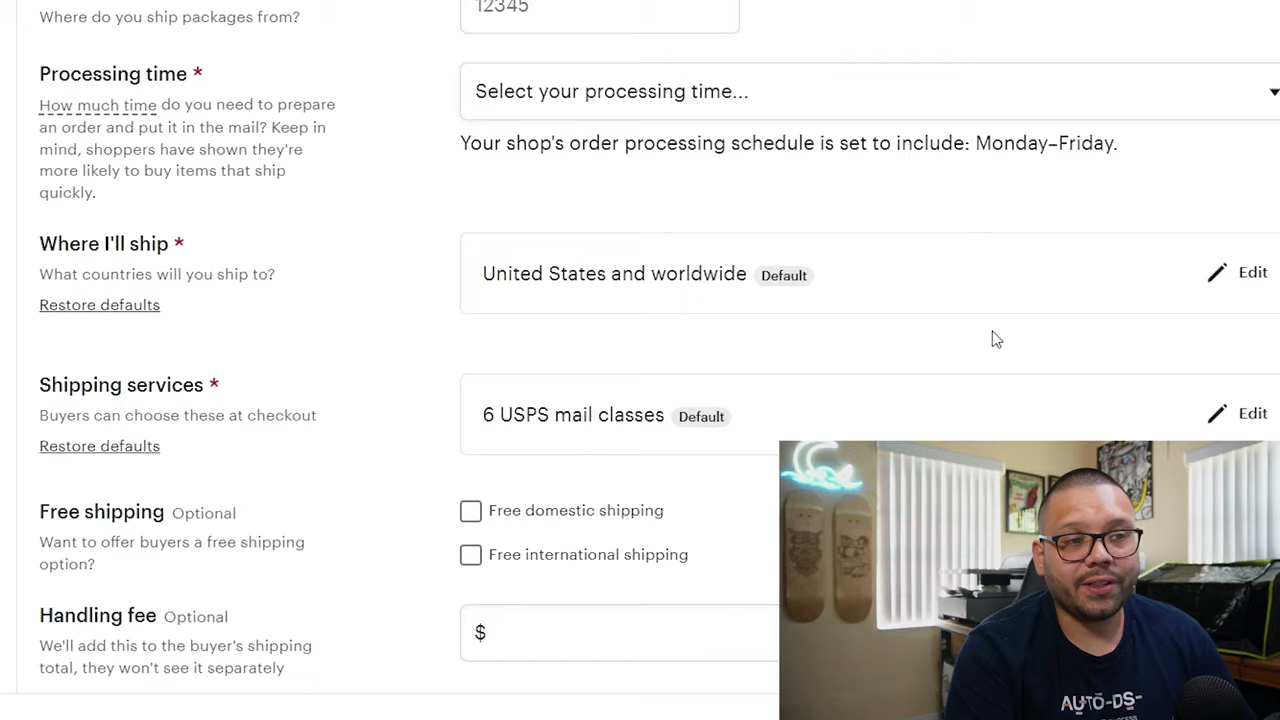 Where do you ship packages from?
12345
Processing time *
How much time do you need to prepare
an order and put it in the mail? Keep in
mind, shoppers have shown they're
more likely to buy items that ship
quickly.
Select your processing time...
Your shop's order processing schedule is set to include: Monday–Friday.
Where I'll ship *
What countries will you ship to?
Restore defaults
United States and worldwide Default
Edit
Shipping services *
Buyers can choose these at checkout
Restore defaults
6 USPS mail classes Default
Edit
Free shipping Optional
Want to offer buyers a free shipping
option?
Free domestic shipping
Free international shipping
Handling fee Optional
We'll add this to the buyer's shipping
total, they won't see it separately
$
AUTO-DS-